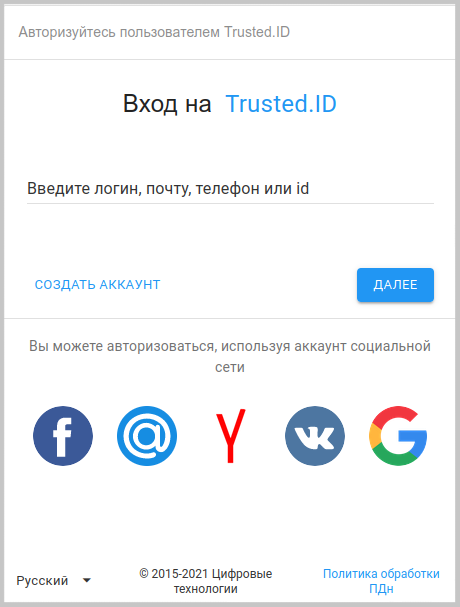 Авторизуйтесь пользователем Trusted.ID
Вход на Trusted.ID
Введите логин, почту, телефон или id
СОЗДАТЬ АККАУНТ
ДАЛЕЕ
Вы можете авторизоваться, используя аккаунт социальной
сети
Русский
© 2015-2021 Цифровые
технологии
Политика обработки
ПДн